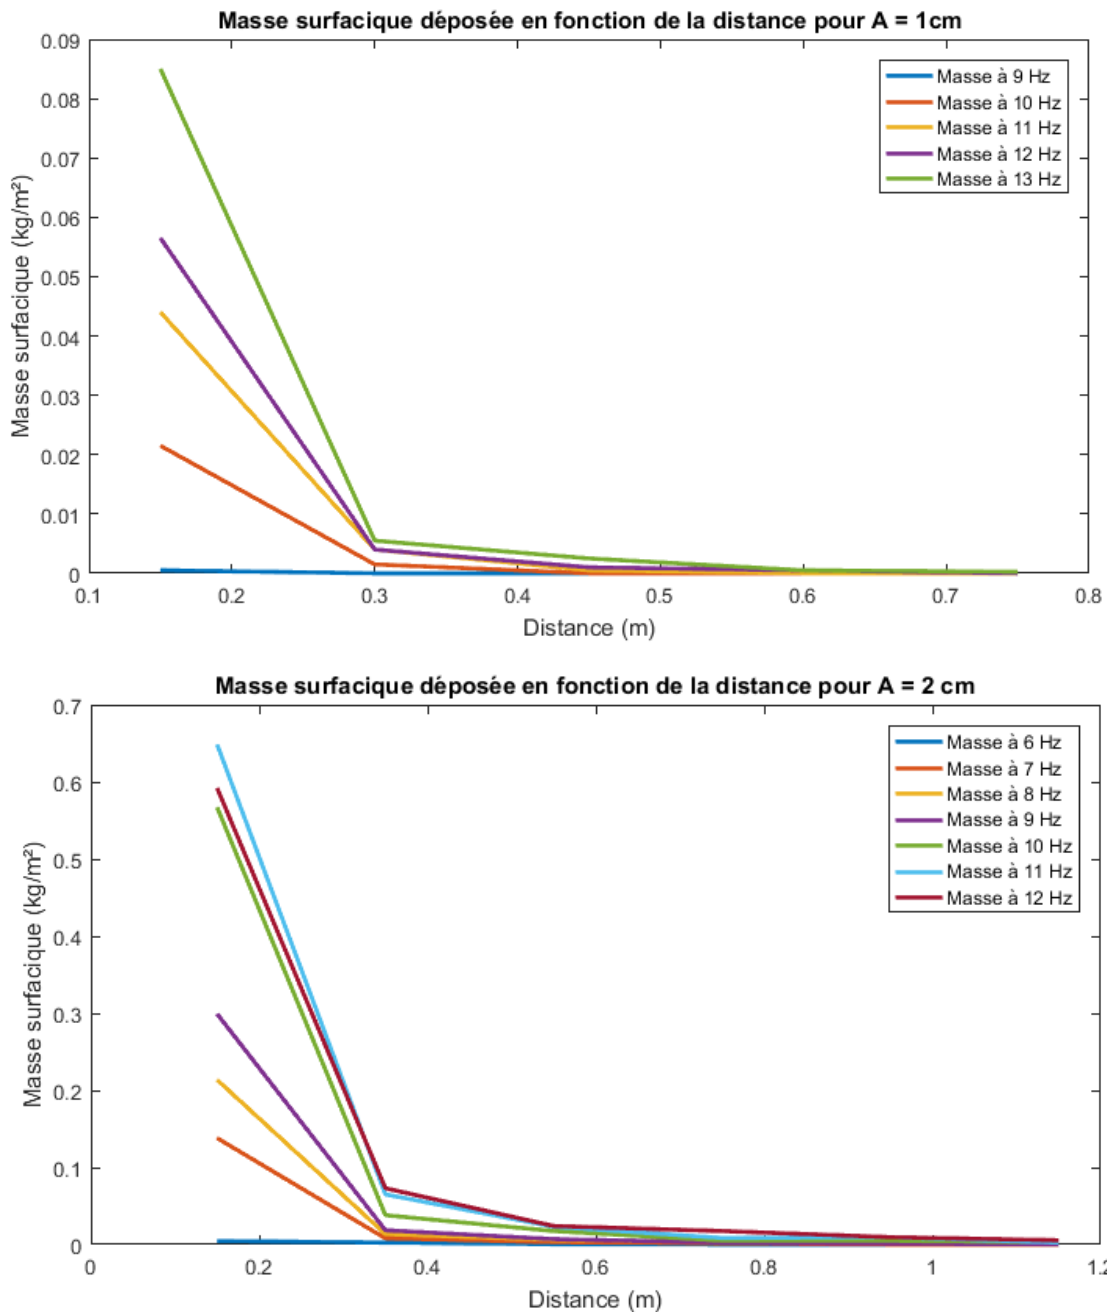 Masse surfacique déposée en fonction de la distance pour A = 1cm
0.09
0.08
0.07
0.06
0.05
0.04
0.03
0.02
0.01
0
Masse surfacique (kg/m²)
Masse à 9 Hz
Masse à 10 Hz
Masse à 11 Hz
Masse à 12 Hz
Masse à 13 Hz
0.1 0.2 0.3 0.4 0.5 0.6 0.7 0.8
Distance (m)
Masse surfacique déposée en fonction de la distance pour A = 2 cm
0.7
0.6
0.5
0.4
0.3
0.2
0.1
0
Masse surfacique (kg/m²)
Masse à 6 Hz
Masse à 7 Hz
Masse à 8 Hz
Masse à 9 Hz
Masse à 10 Hz
Masse à 11 Hz
Masse à 12 Hz
0 0.2 0.4 0.6 0.8 1 1.2
Distance (m)